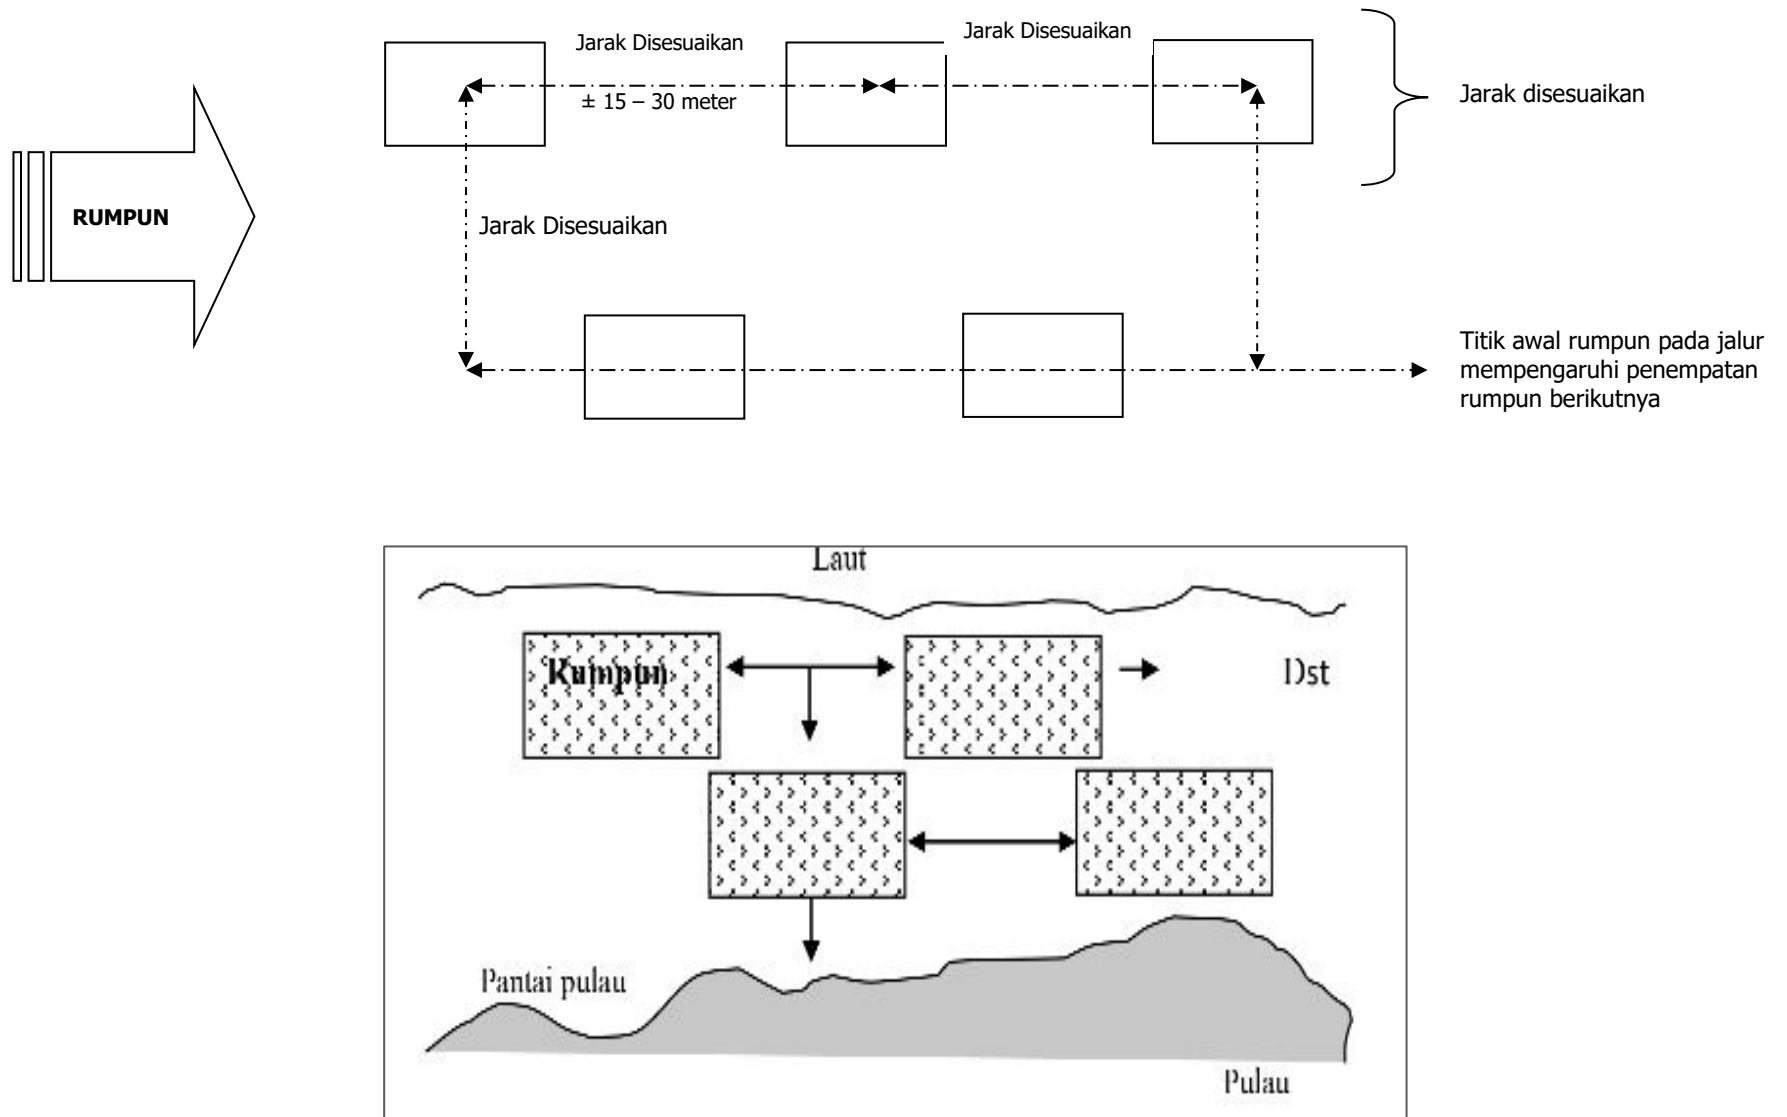 Jarak Disesuaikan
Jarak Disesuaikan
± 15 – 30 meter
Jarak disesuaikan
RUMPUN
Jarak Disesuaikan
Titik awal rumpun pada jalur
mempengaruhi penempatan
rumpun berikutnya
Laut
Rumpun
Dst
Pantai pulau
Pulau